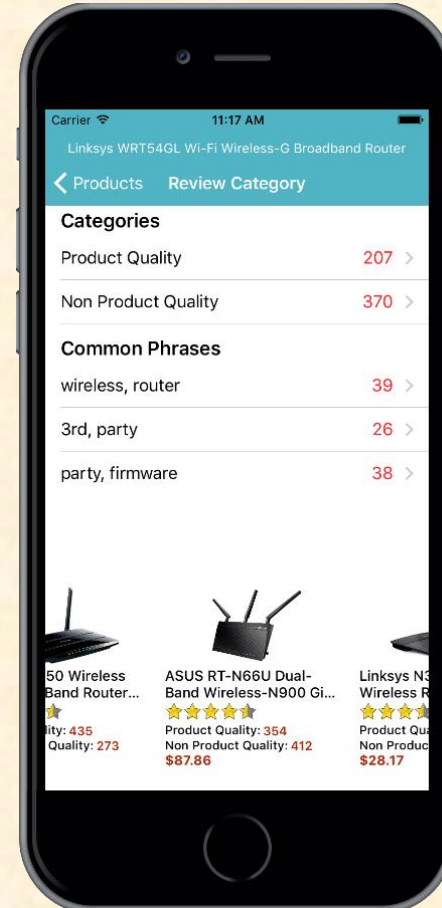 Carrier 11:17 AM
Linksys WRT54GL Wi-Fi Wireless-G Broadband Router
Products Review Category
Categories
Product Quality 207
Non Product Quality 370
Common Phrases
wireless, router 39
3rd, party 26
party, firmware 38
50 Wireless
Band Router...
lity: 435
Quality: 273
ASUS RT-N66U Dual-
Band Wireless-N900 Gi...
Product Quality: 354
Non Product Quality: 412
$87.86
Linksys N3
Wireless R
Product Qua
Non Produc
$28.17